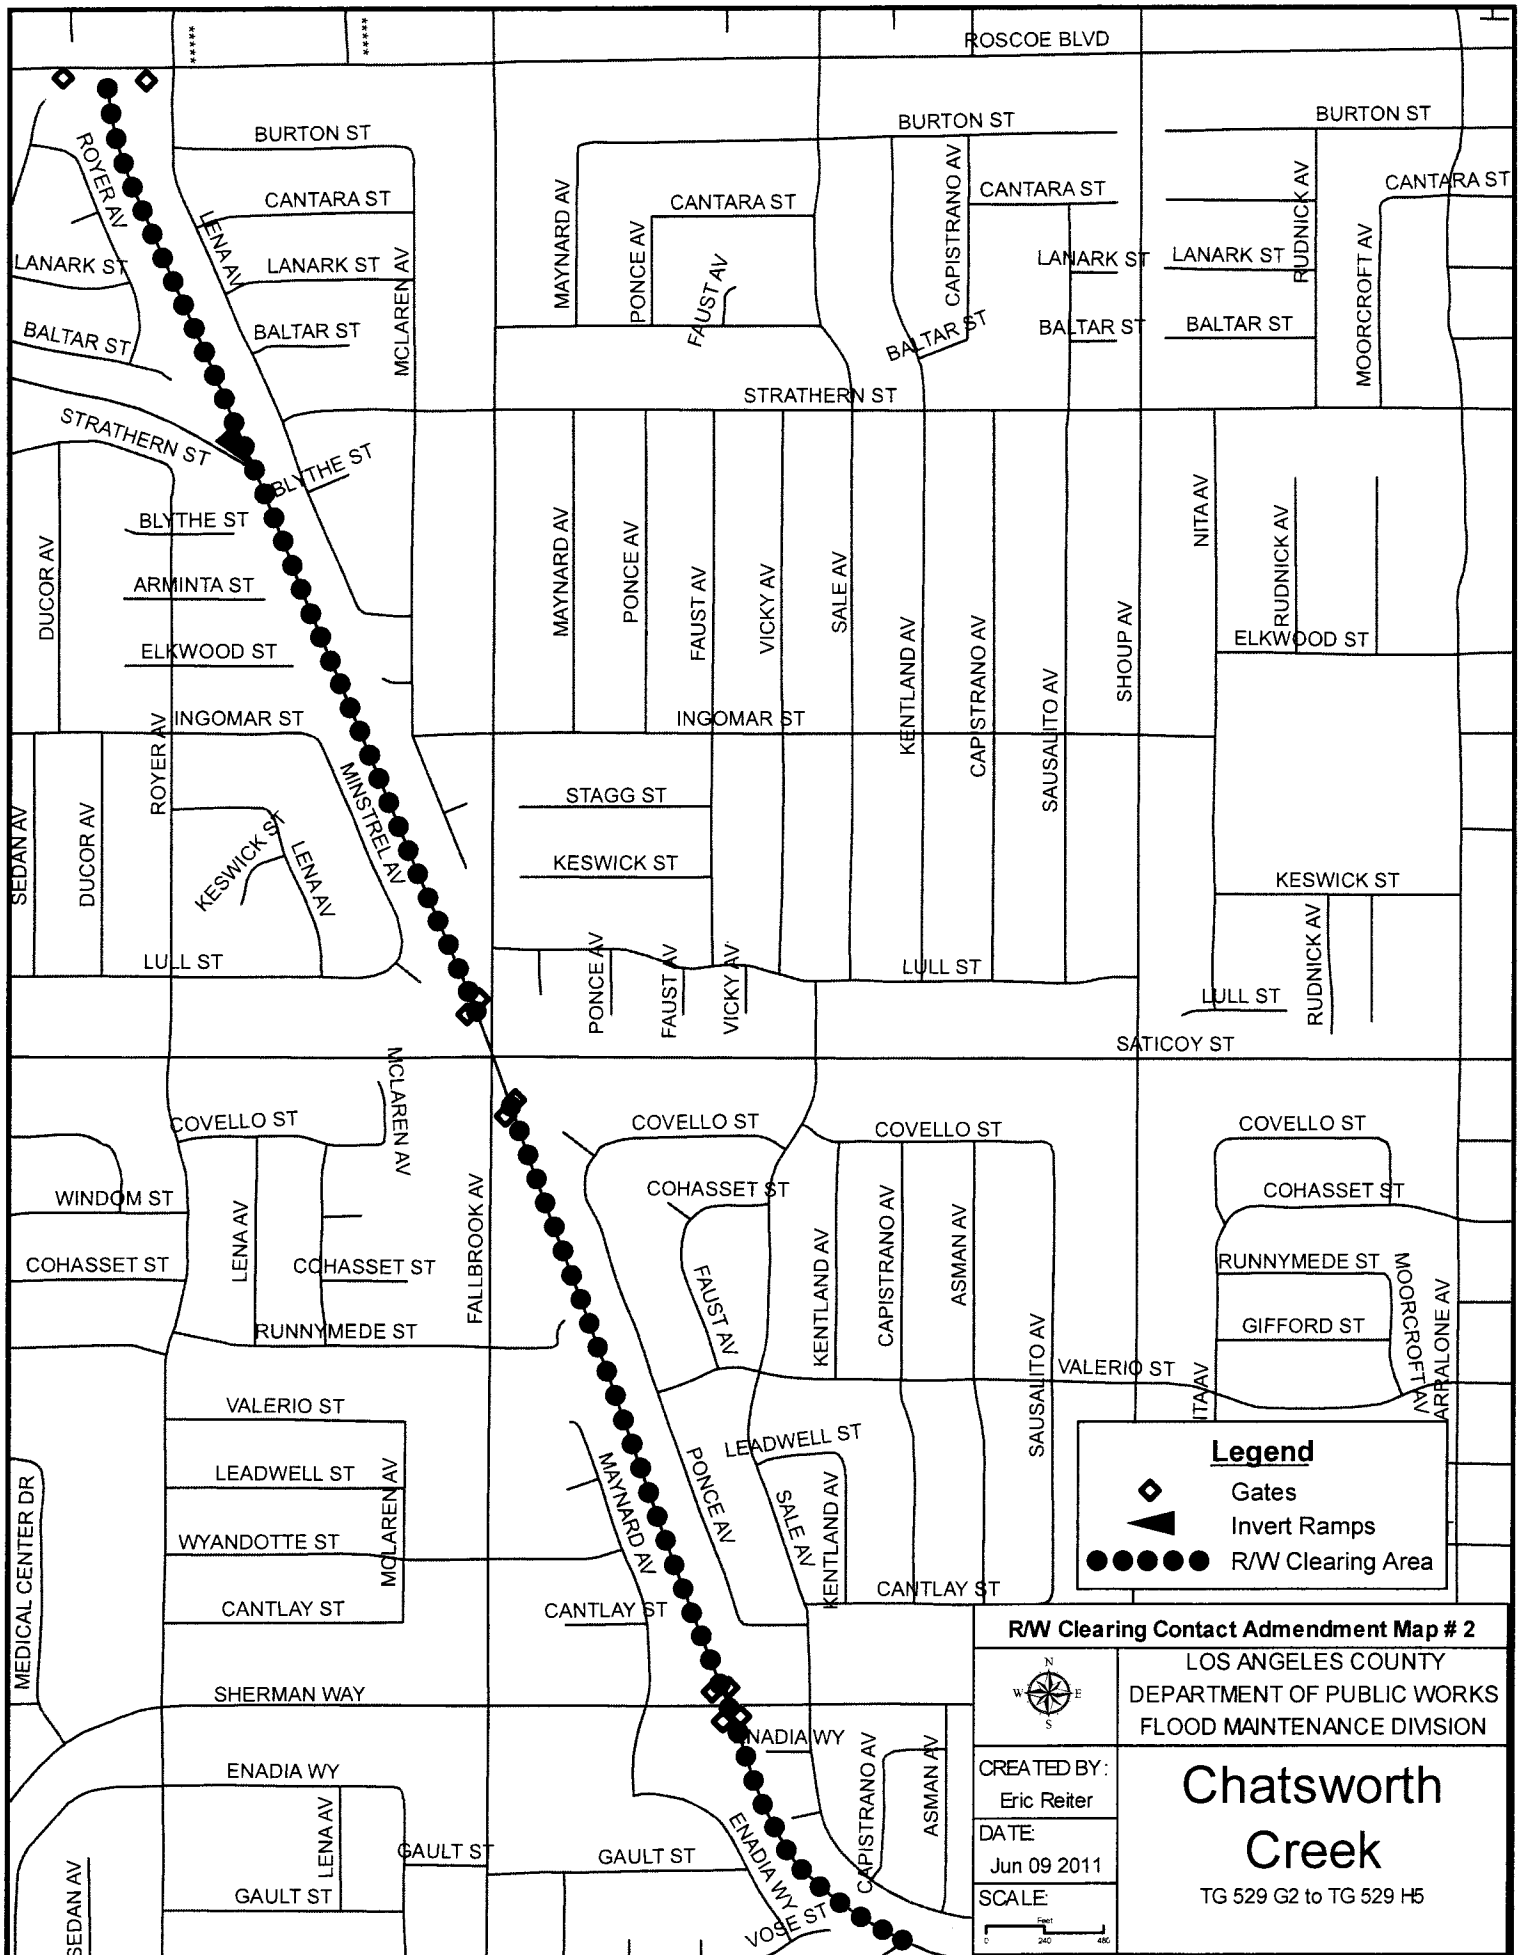 *****
*****
ROSCOE BLVD
BURTON ST
BURTON ST
BURTON ST
ROYER AV
CANTARA ST
CANTARA ST
CANTARA ST
CANTARA ST
LENA AV
MAYNARD AV
PONCE AV
FAUST AV
CAPISTRANO AV
RUDNICK AV
MOORCROFT AV
LANARK ST
LANARK ST
LANARK ST
LANARK ST
MCLAREN AV
BALTAR ST
BALTAR ST
BALTAR ST
BALTAR ST
BALTAR ST
STRATHERN ST
STRATHERN ST
BLYTHE ST
BLYTHE ST
DUCOR AV
ARMINTA ST
ELKWOOD ST
MAYNARD AV
PONCE AV
FAUST AV
VICKY AV
SALE AV
KENTLAND AV
CAPISTRANO AV
SAUSALITO AV
SHOUP AV
NITA AV
RUDNICK AV
ELKWOOD ST
INGOMAR ST
INGOMAR ST
ROYER AV
MINSTREL AV
STAGG ST
SEDAN AV
DUCOR AV
KESWICK ST
LENA AV
KESWICK ST
KESWICK ST
LULL ST
PONCE AV
FAUST AV
VICKY AV
LULL ST
LULL ST
RUDNICK AV
SATICOY ST
MCLAREN AV
COVELLO ST
COVELLO ST
COVELLO ST
COVELLO ST
WINDOM ST
LENA AV
FALLBROOK AV
COHASSET ST
COHASSET ST
COHASSET ST
COHASSET ST
KENTLAND AV
CAPISTRANO AV
ASMAN AV
RUNNYMEDE ST
MOORCROFT AV
ARRALONE AV
FAUST AV
GIFFORD ST
RUNNYMEDE ST
SAUSALITO AV
VALERIO ST
ITA AV
VALERIO ST
LEADWELL ST
LEADWELL ST
MEDICAL CENTER DR
MCLAREN AV
MAYNARD AV
PONCE AV
SALE AV
KENTLAND AV
WYANDOTTE ST
CANTLAY ST
CANTLAY ST
CANTLAY ST
Legend
Gates
Invert Ramps
R/W Clearing Area
SHERMAN WAY
NADIA WY
ENADIA WY
LENA AV
CAPISTRANO AV
ASMAN AV
GAULT ST
GAULT ST
ENADIA WY
SEDAN AV
GAULT ST
VOSE ST
R/W Clearing Contact Admendment Map # 2
N
W E
S
LOS ANGELES COUNTY
DEPARTMENT OF PUBLIC WORKS
FLOOD MAINTENANCE DIVISION
CREATED BY:
Eric Reiter
DATE:
Jun 09 2011
SCALE:
Feet
0 240 480
Chatsworth
Creek
TG 529 G2 to TG 529 H5